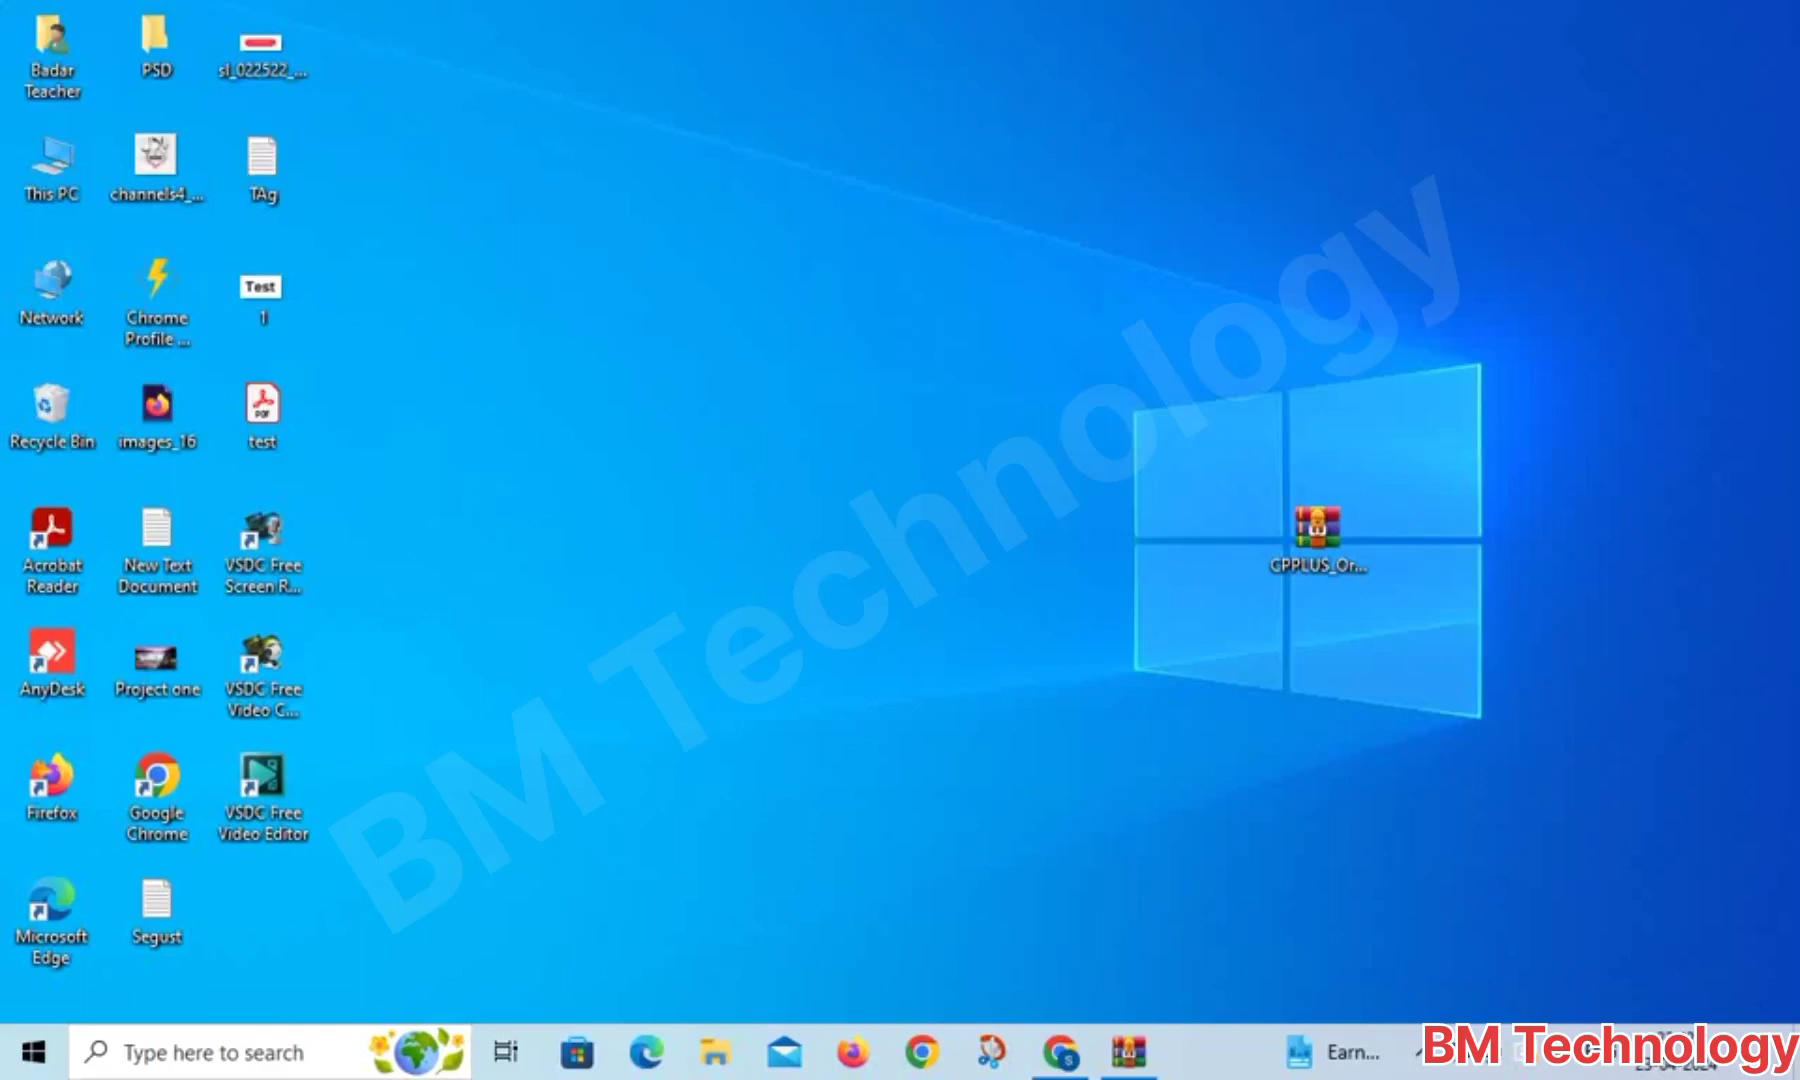 Badar
Teacher
PSD
sl_022522_...
This PC
channels4_...
TAg
Network
Chrome
Profile ...
Test
1
Recycle Bin
images_16
PDF
test
Acrobat
Reader
New Text
Document
VSDC Free
Screen R...
AnyDesk
Project one
VSDC Free
Video C...
Firefox
Google
Chrome
VSDC Free
Video Editor
Microsoft
Edge
Segust
CPPLUS_Or...
BM Technology
Type here to search
S
Earn...
BM Technology